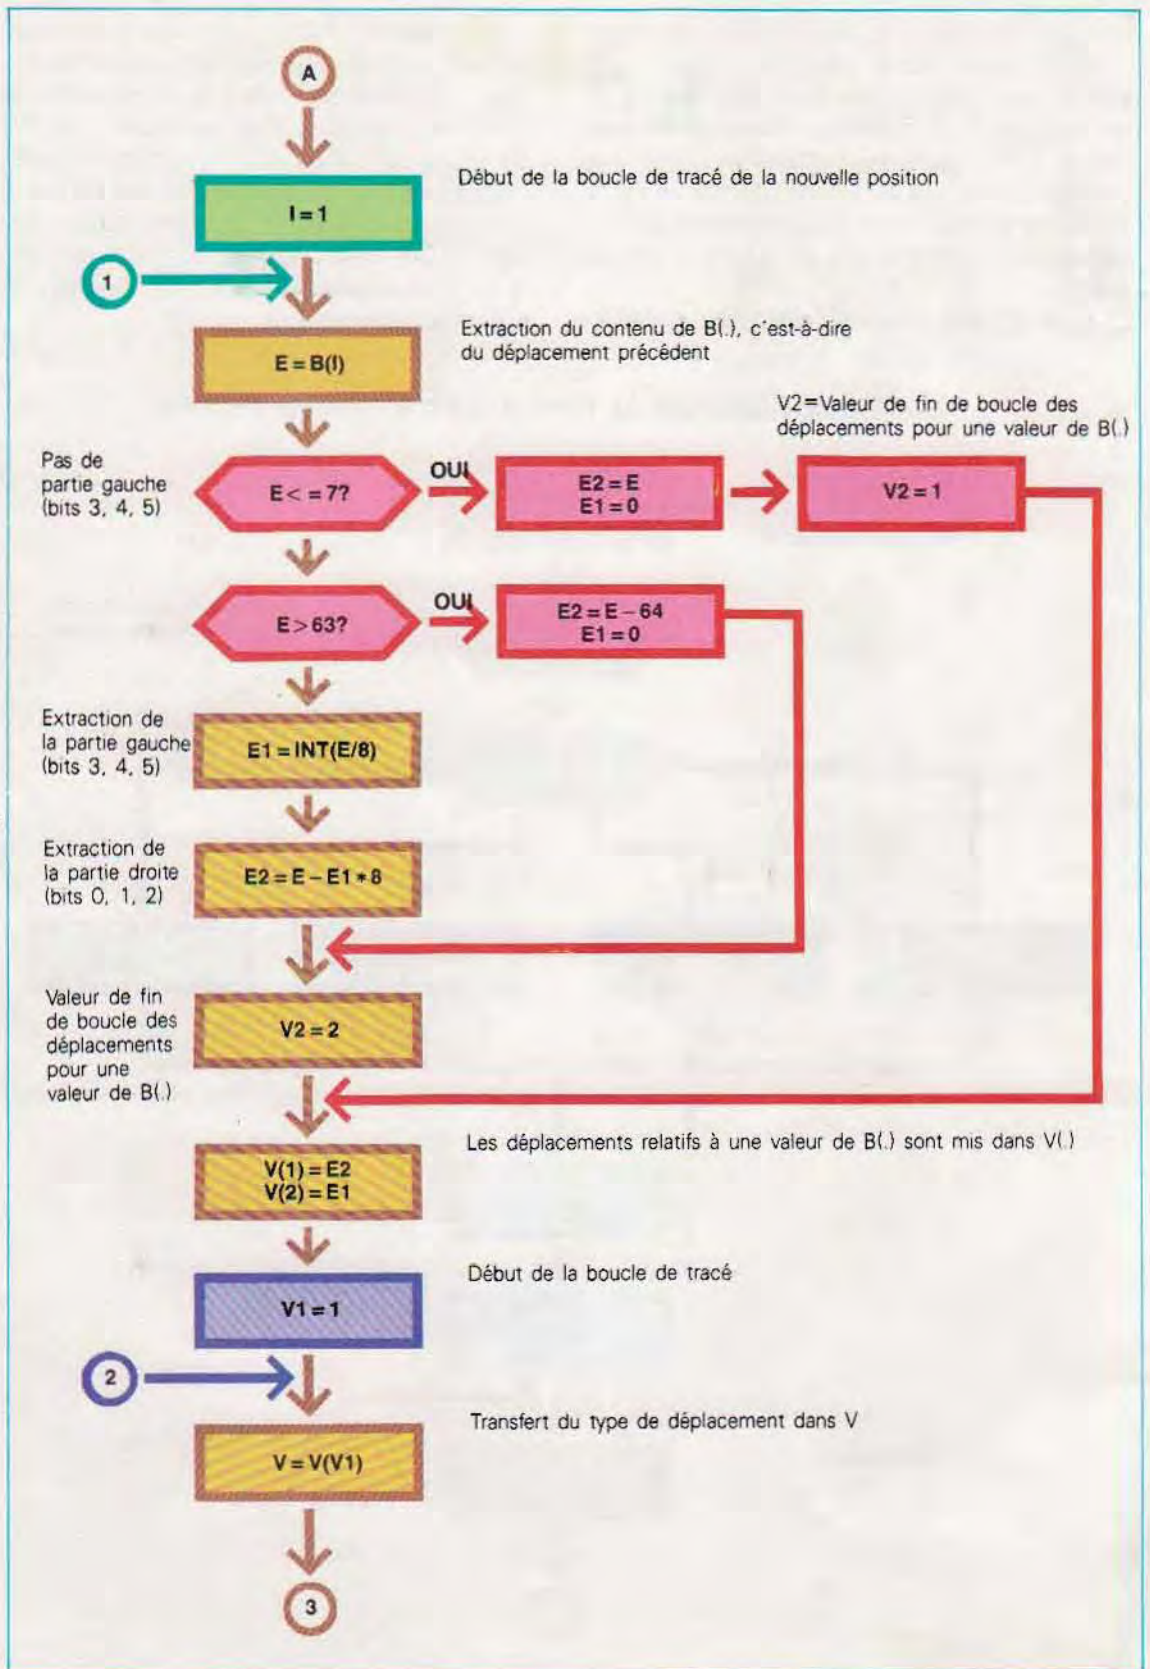 A
Début de la boucle de tracé de la nouvelle position
I = 1
1
Extraction du contenu de B(.), c'est-à-dire
du déplacement précédent
E = B(I)
V2=Valeur de fin de boucle des
déplacements pour une valeur de B(.)
Pas de
partie gauche
(bits 3, 4, 5)
E < = 7?
OUI
E2 = E
E1 = 0
V2 = 1
E > 63?
OUI
E2 = E – 64
E1 = 0
Extraction de
la partie gauche
(bits 3, 4, 5)
E1 = INT(E/8)
Extraction de
la partie droite
(bits 0, 1, 2)
E2 = E – E1 * 8
Valeur de fin
de boucle des
déplacements
pour une
valeur de B(.)
V2 = 2
Les déplacements relatifs à une valeur de B(.) sont mis dans V(.)
V(1) = E2
V(2) = E1
Début de la boucle de tracé
V1 = 1
2
Transfert du type de déplacement dans V
V = V(V1)
3